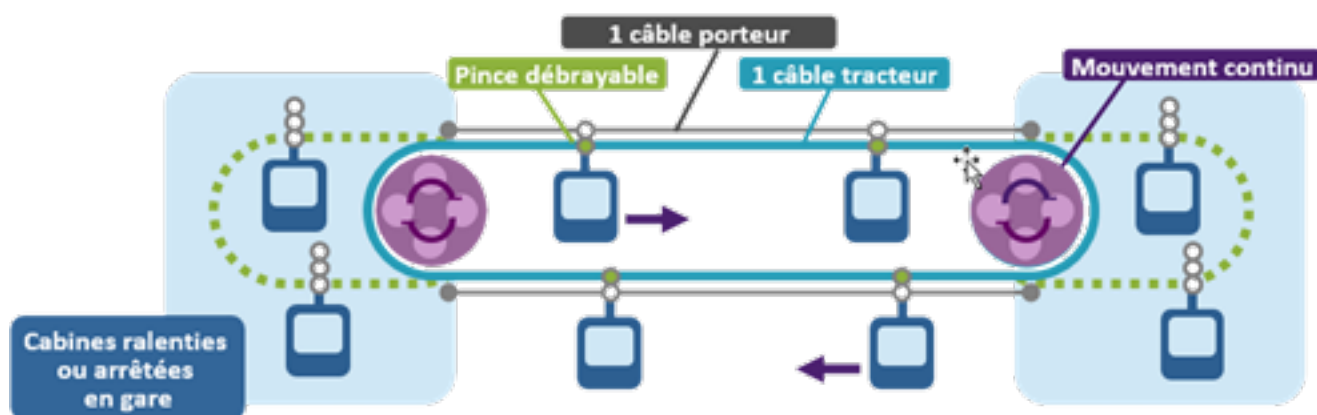 1 câble porteur
Pince débrayable
1 câble tracteur
Mouvement continu
Cabines ralenties
ou arrêtées
en gare